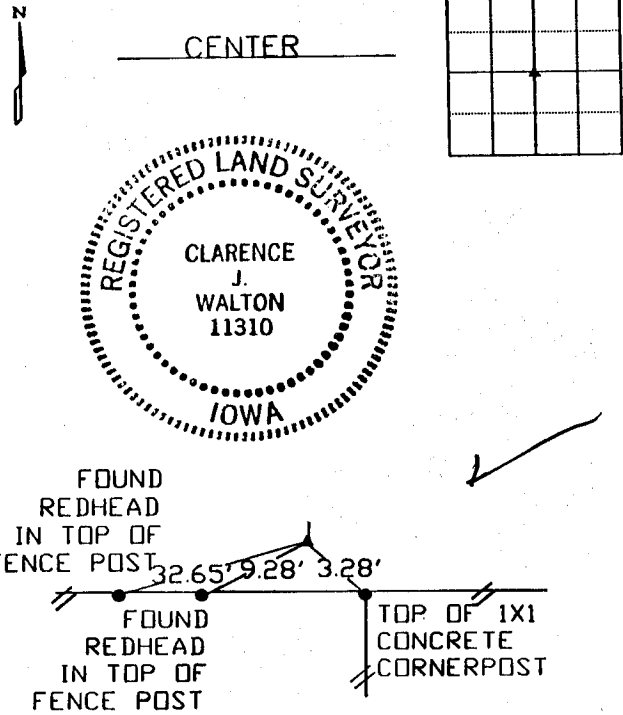 N
CENTER
REGISTERED LAND SURVEYOR
CLARENCE
J.
WALTON
11310
IOWA
FOUND
REDHEAD
IN TOP OF
FENCE POST
32.65' 9.28' 3.28'
FOUND
REDHEAD
IN TOP OF
FENCE POST
TOP OF 1X1
CONCRETE
CORNERPOST